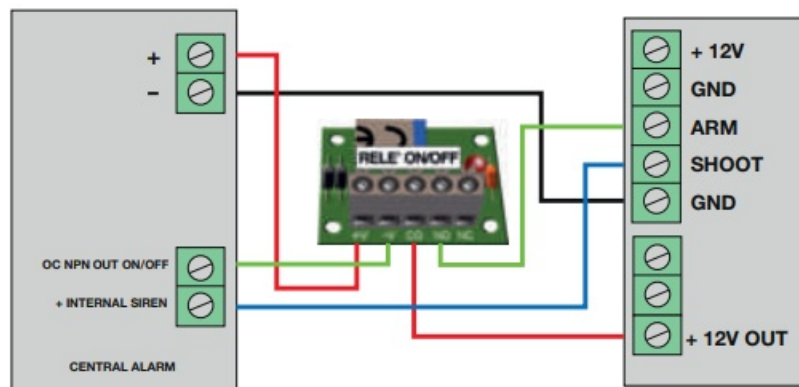 +
−
OC NPN OUT ON/OFF
+ INTERNAL SIREN
CENTRAL ALARM
RELE' ON/OFF
+V -V CO NO NC
+ 12V
GND
ARM
SHOOT
GND
+ 12V OUT